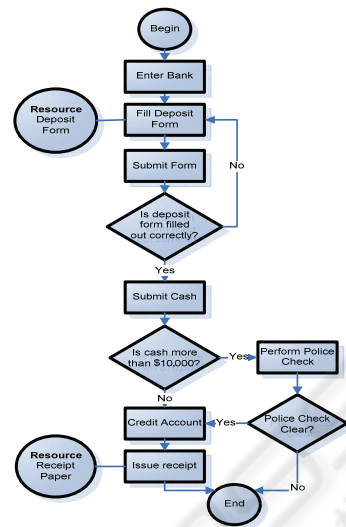 Begin
Enter Bank
Resource
Deposit
Form
Fill Deposit
Form
Submit Form
No
Is deposit
form filled
out correctly?
Yes
Submit Cash
Is cash more
than $10,000?
Yes
Perform Police
Check
No
Credit Account
Yes
Police Check
Clear?
Resource
Receipt
Paper
Issue receipt
No
End